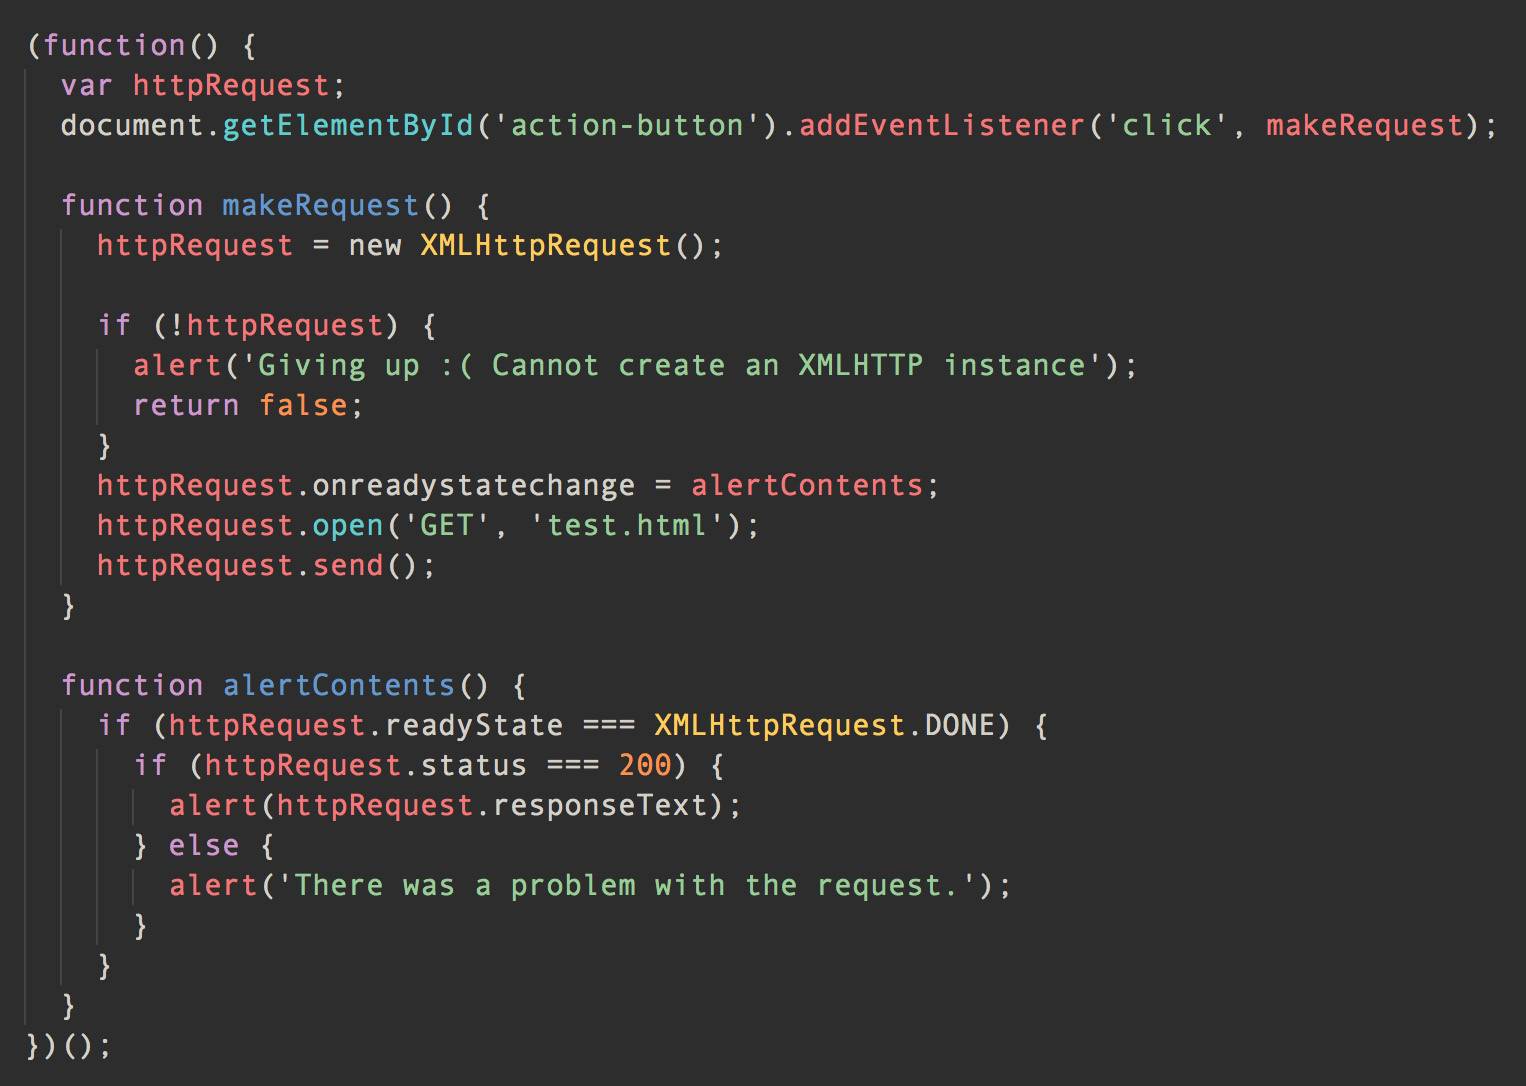 (function() {
  var httpRequest;
  document.getElementById('action-button').addEventListener('click', makeRequest);

  function makeRequest() {
    httpRequest = new XMLHttpRequest();

    if (!httpRequest) {
      alert('Giving up :( Cannot create an XMLHTTP instance');
      return false;
    }
    httpRequest.onreadystatechange = alertContents;
    httpRequest.open('GET', 'test.html');
    httpRequest.send();
  }

  function alertContents() {
    if (httpRequest.readyState === XMLHttpRequest.DONE) {
      if (httpRequest.status === 200) {
        alert(httpRequest.responseText);
      } else {
        alert('There was a problem with the request.');
      }
    }
  }
})();